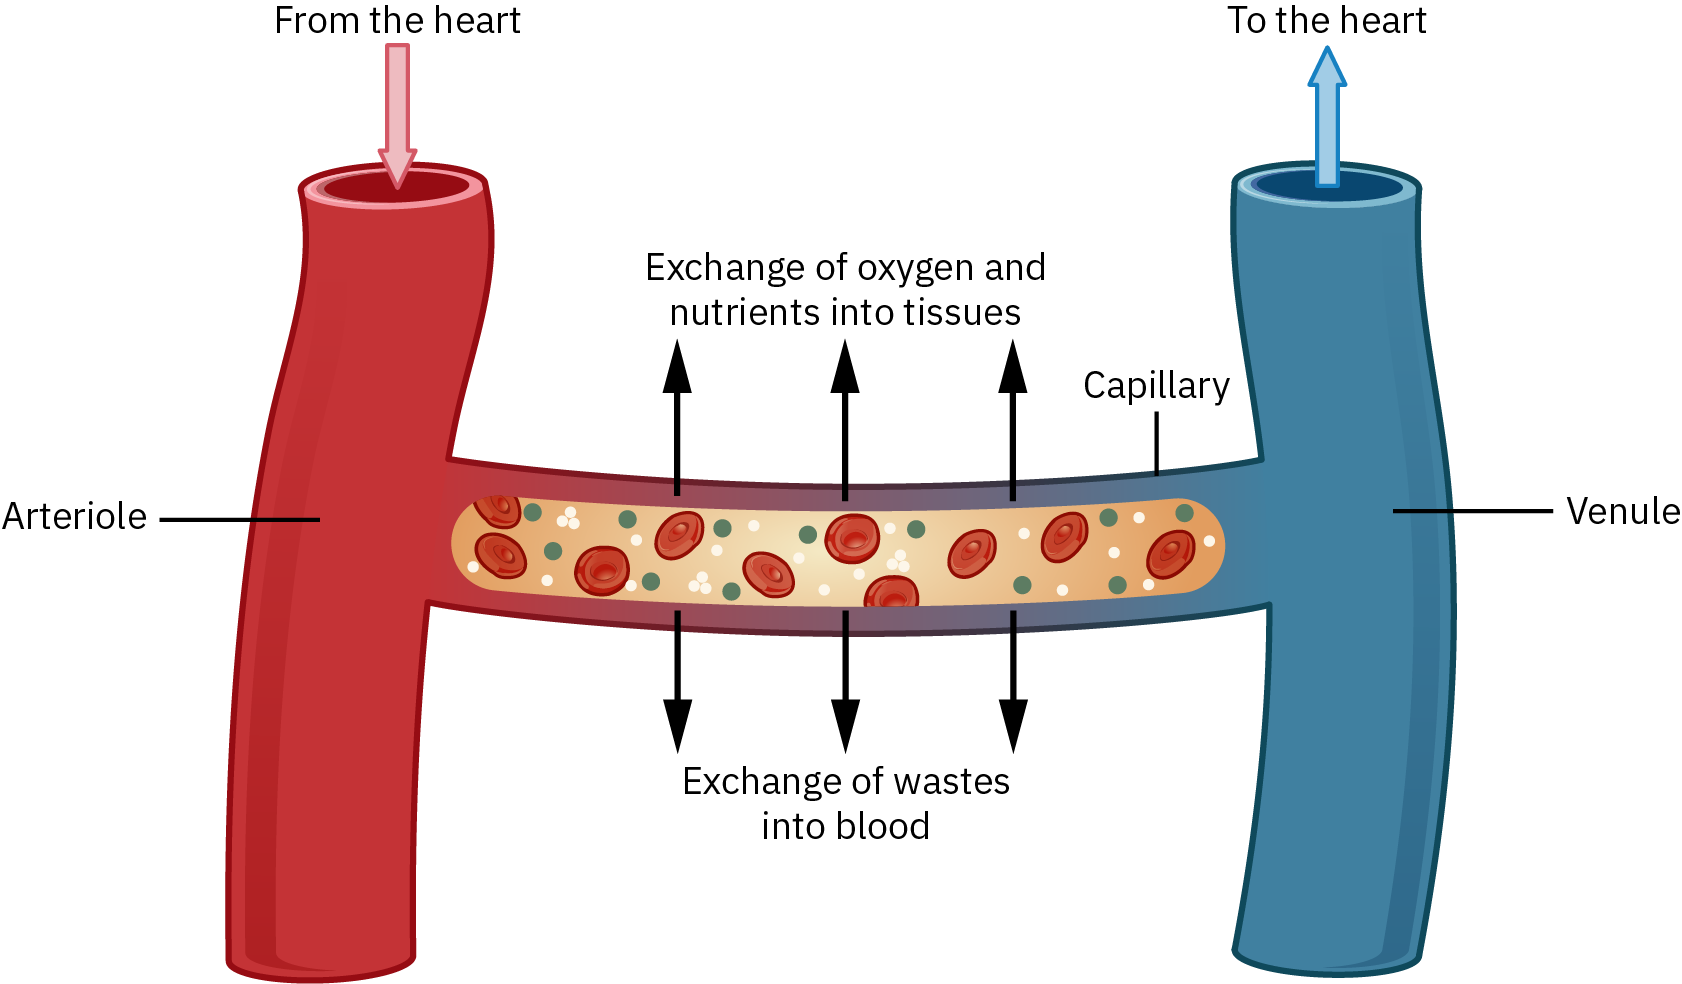 From the heart
To the heart
Exchange of oxygen and
nutrients into tissues
Capillary
Arteriole
Venule
Exchange of wastes
into blood